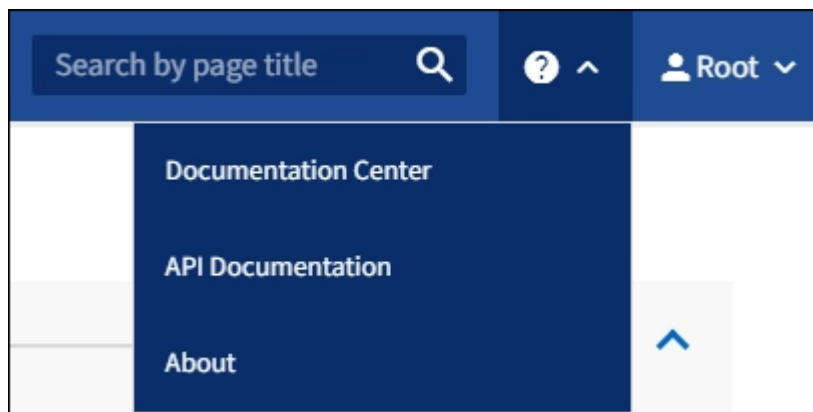 Search by page title
Root
Documentation Center
API Documentation
About